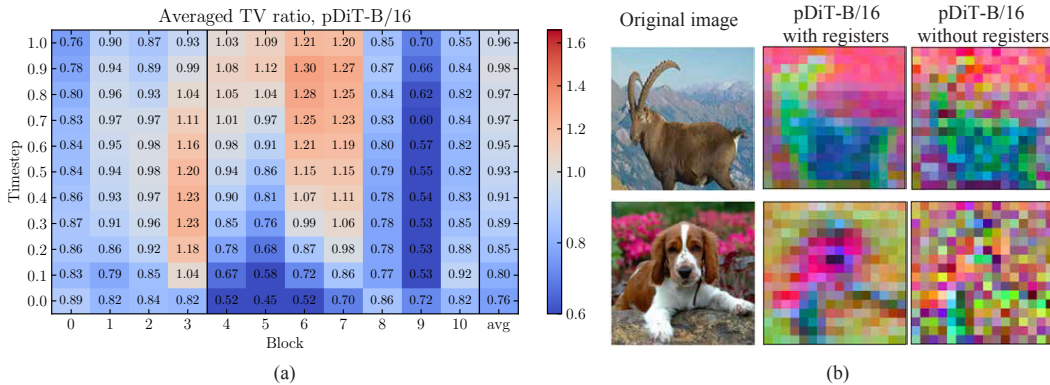 Averaged TV ratio, pDiT-B/16
Timestep
1.0 0.76 0.90 0.87 0.93 1.03 1.09 1.21 1.20 0.85 0.70 0.85 0.96
0.9 0.78 0.94 0.89 0.99 1.08 1.12 1.30 1.27 0.87 0.66 0.84 0.98
0.8 0.80 0.96 0.93 1.04 1.05 1.04 1.28 1.25 0.84 0.62 0.82 0.97
0.7 0.83 0.97 0.97 1.11 1.01 0.97 1.25 1.23 0.83 0.60 0.84 0.97
0.6 0.84 0.96 0.98 1.16 0.98 0.92 1.21 1.19 0.80 0.57 0.82 0.95
0.5 0.84 0.94 0.98 1.20 0.94 0.86 1.15 1.15 0.79 0.55 0.82 0.93
0.4 0.86 0.93 0.97 1.23 0.90 0.81 1.07 1.11 0.78 0.54 0.83 0.91
0.3 0.87 0.91 0.96 1.23 0.85 0.76 0.99 1.06 0.78 0.53 0.85 0.89
0.2 0.86 0.86 0.92 1.18 0.78 0.68 0.87 0.98 0.78 0.53 0.88 0.85
0.1 0.83 0.79 0.85 1.04 0.67 0.58 0.72 0.86 0.77 0.53 0.92 0.80
0.0 0.89 0.82 0.84 0.82 0.52 0.45 0.52 0.70 0.86 0.72 0.82 0.76
0 1 2 3 4 5 6 7 8 9 10 avg
Block
1.6
1.4
1.2
1.0
0.8
0.6
(a)
Original image
pDiT-B/16
with registers
pDiT-B/16
without registers
(b)